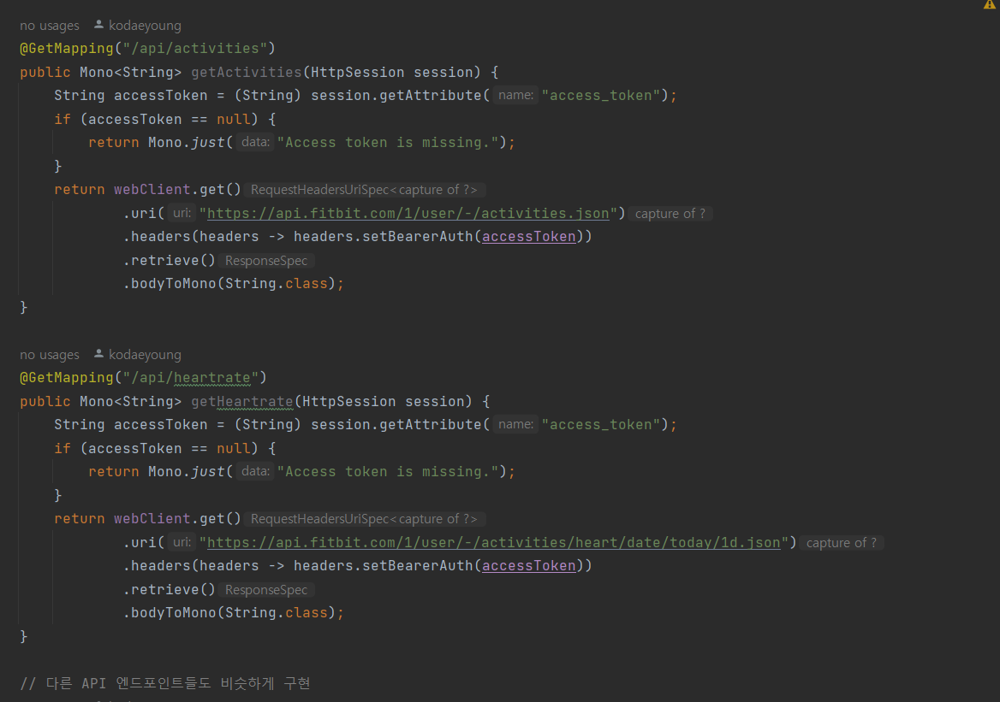 no usages kodaeyoung
@GetMapping("/api/activities")
public Mono<String> getActivities(HttpSession session) {
    String accessToken = (String) session.getAttribute( name: "access_token");
    if (accessToken == null) {
        return Mono.just( data: "Access token is missing.");
    }
    return webClient.get() RequestHeadersUriSpec<capture of ?>
            .uri( uri: "https://api.fitbit.com/1/user/-/activities.json") capture of ?
            .headers(headers -> headers.setBearerAuth(accessToken))
            .retrieve() ResponseSpec
            .bodyToMono(String.class);
}
no usages kodaeyoung
@GetMapping("/api/heartrate")
public Mono<String> getHeartrate(HttpSession session) {
    String accessToken = (String) session.getAttribute( name: "access_token");
    if (accessToken == null) {
        return Mono.just( data: "Access token is missing.");
    }
    return webClient.get() RequestHeadersUriSpec<capture of ?>
            .uri( uri: "https://api.fitbit.com/1/user/-/activities/heart/date/today/1d.json") capture of ?
            .headers(headers -> headers.setBearerAuth(accessToken))
            .retrieve() ResponseSpec
            .bodyToMono(String.class);
}
// 다른 API 엔드포인트들도 비슷하게 구현